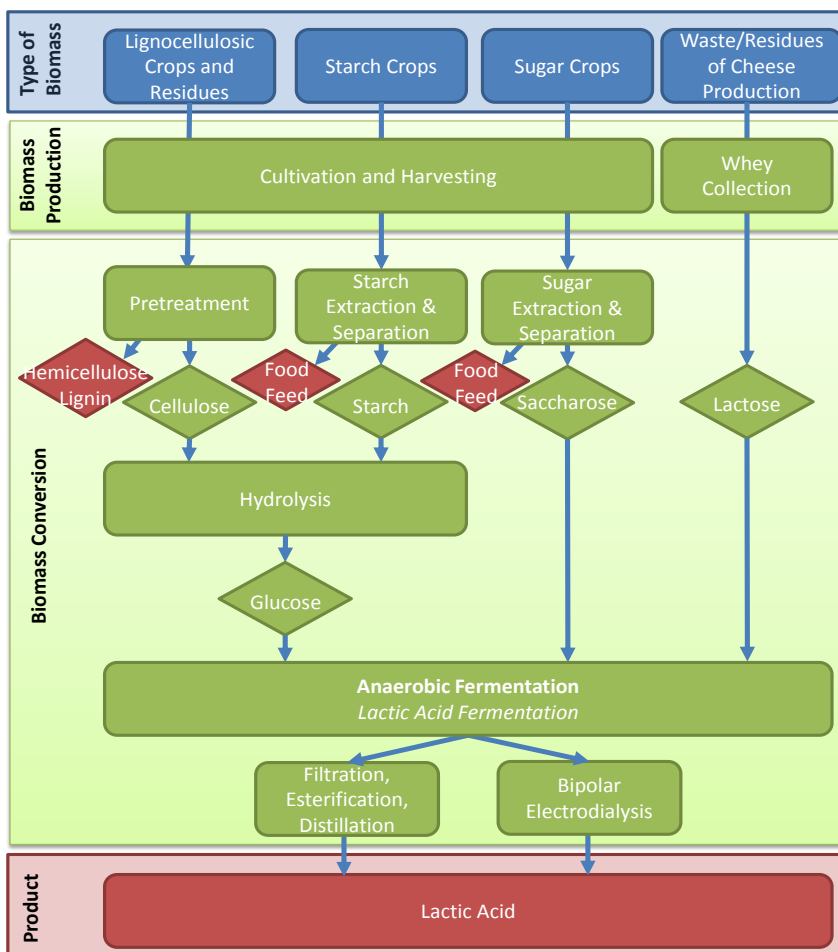 Type of
Biomass
Lignocellulosic
Crops and
Residues
Starch Crops
Sugar Crops
Waste/Residues
of Cheese
Production
Biomass
Production
Cultivation and Harvesting
Whey
Collection
Biomass Conversion
Pretreatment
Starch
Extraction &
Separation
Sugar
Extraction &
Separation
Hemicellulose
Lignin
Cellulose
Food
Feed
Starch
Food
Feed
Saccharose
Lactose
Hydrolysis
Glucose
Anaerobic Fermentation
Lactic Acid Fermentation
Filtration,
Esterification,
Distillation
Bipolar
Electrodialysis
Product
Lactic Acid